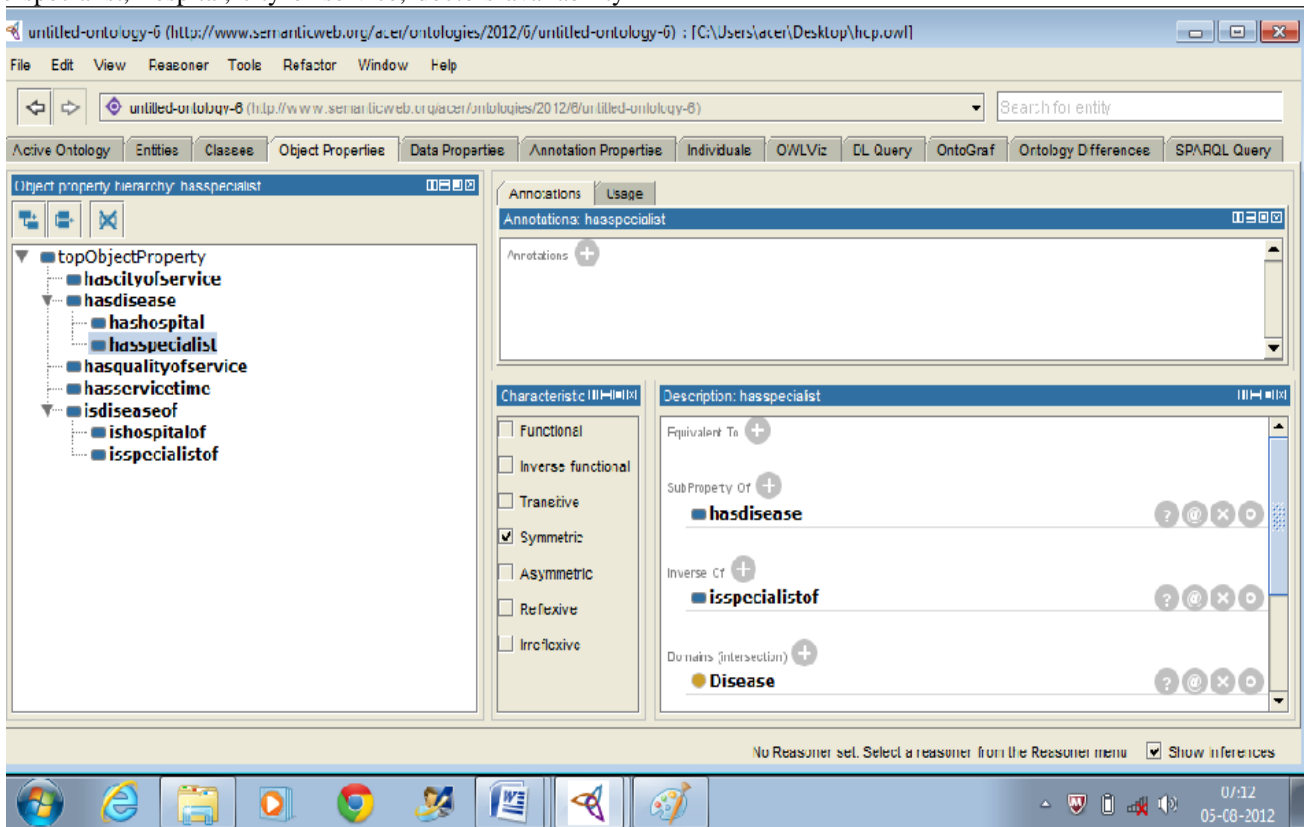 untitled-ontology-6 (http://www.semanticweb.org/acer/ontologies/2012/6/untitled-ontology-6) : [C:\Users\acer\Desktop\hcp.owl]
File Edit View Reasoner Tools Refactor Window Help
untitled-ontology-6 (http://www.semanticweb.org/acer/ontologies/2012/6/untitled-ontology-6) Search for entity
Active Ontology Entities Classes Object Properties Data Properties Annotation Properties Individuals OWLViz DL Query OntoGraf Ontology Differences SPARQL Query
Object property hierarchy: hasspecialist
topObjectProperty
hascityofservice
hasdisease
hashospital
hasspecialist
hasqualityofservice
hasservicetime
isdiseaseof
ishospitalof
isspecialistof
Annotations Usage
Annotations: hasspecialist
Annotations
Characteristic
Functional
Inverse functional
Transitive
Symmetric
Asymmetric
Reflexive
Irreflexive
Description: hasspecialist
Equivalent To
SubProperty Of
hasdisease
Inverse Of
isspecialistof
Domains (intersection)
Disease
No Reasoner set. Select a reasoner from the Reasoner menu Show Inferences
07:12
05-08-2012